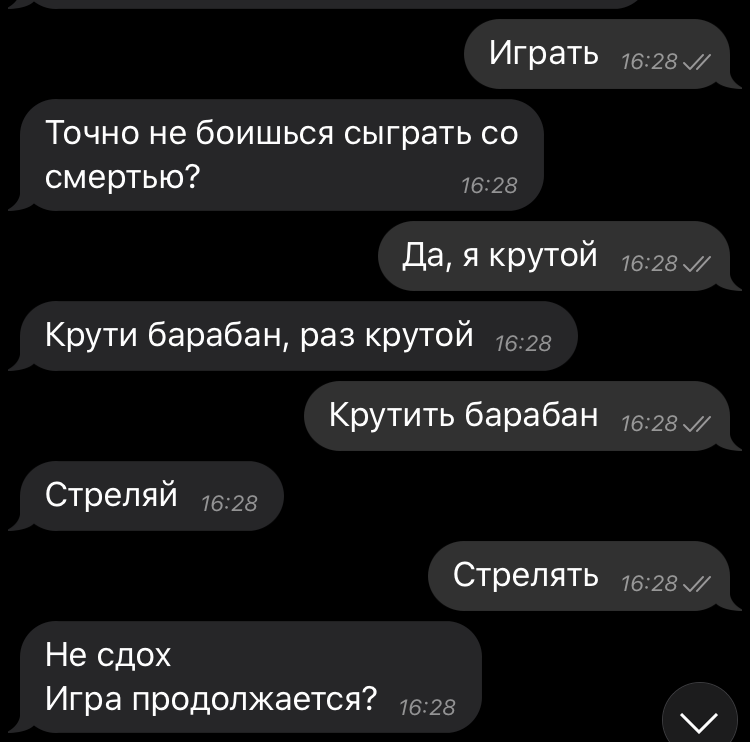 Играть 16:28
Точно не боишься сыграть со
смертью? 16:28
Да, я крутой 16:28
Крути барабан, раз крутой 16:28
Крутить барабан 16:28
Стреляй 16:28
Стрелять 16:28
Не сдох
Игра продолжается? 16:28